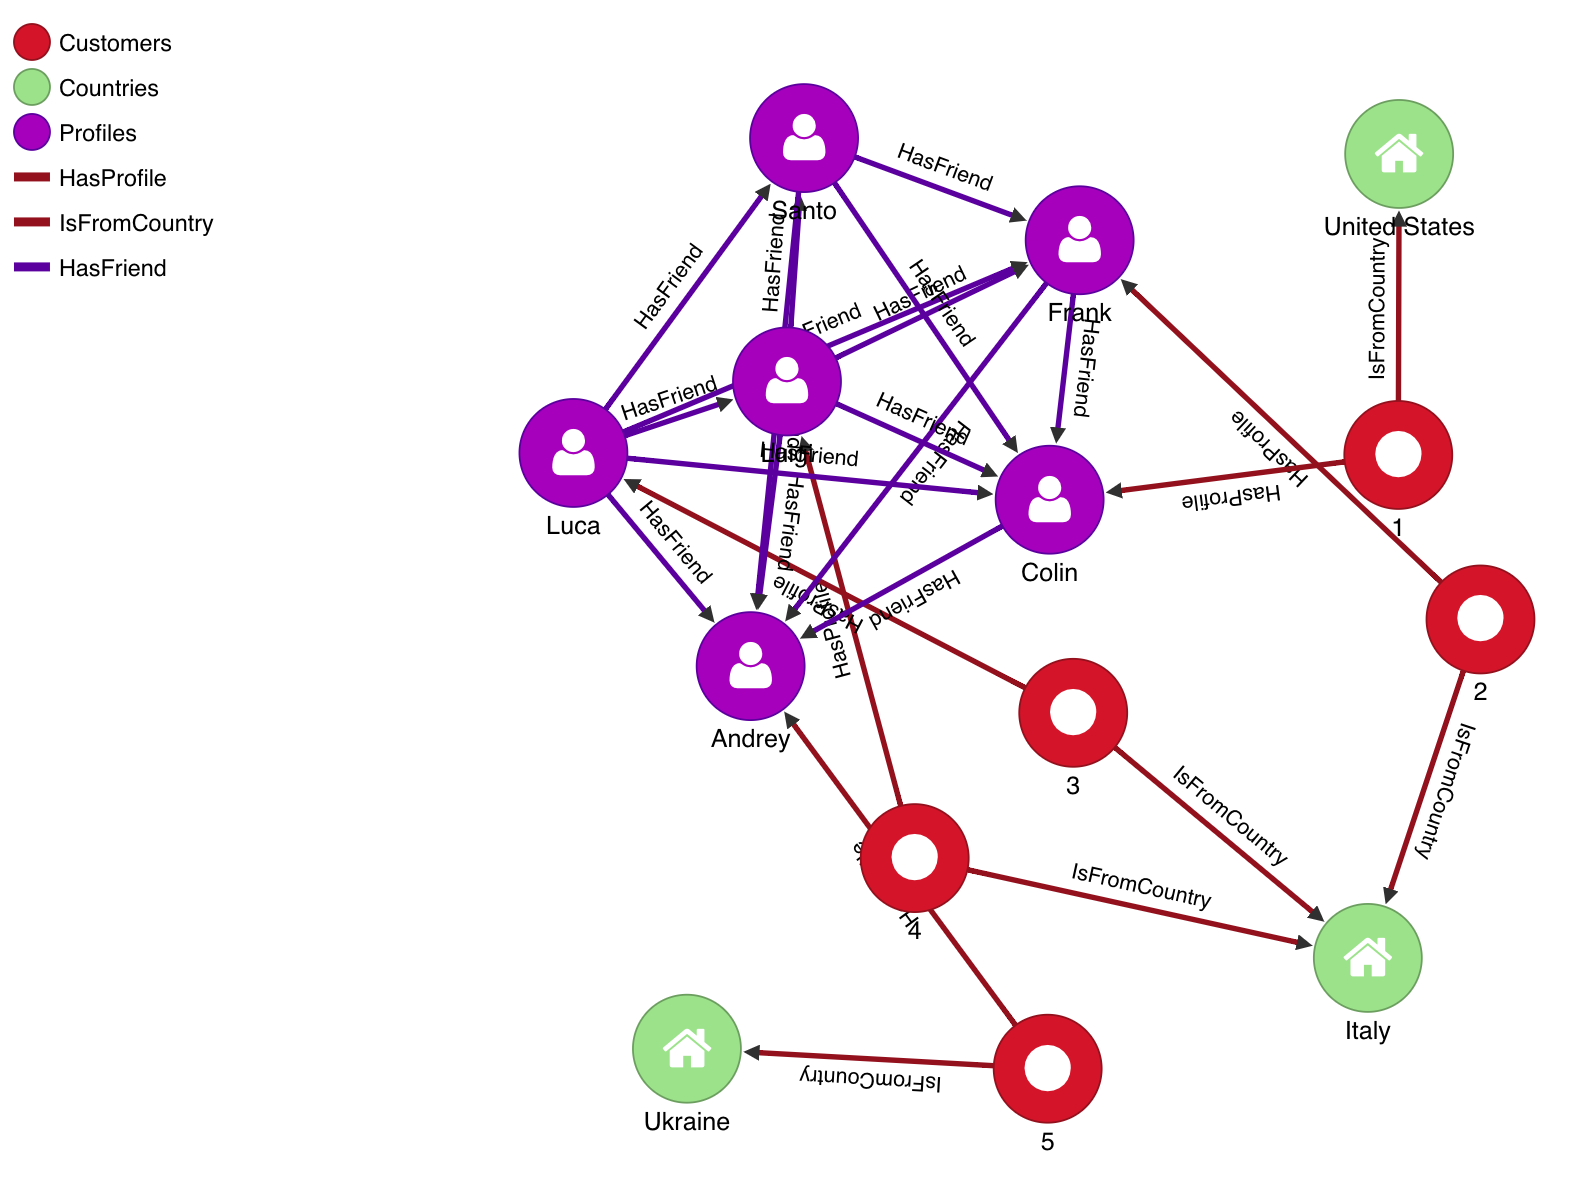 Customers
Countries
Profiles
HasProfile
IsFromCountry
HasFriend
Santo
Frank
United States
Luca
Colin
Andrey
1
2
3
4
5
Italy
Ukraine
HasFriend
HasFriend
HasFriend
HasFriend
HasFriend
Friend
HasFriend
HasFriend
HasFriend
HasFriend
HasFriend
HasFriend
HasFriend
HasFriend
IsFromCountry
HasProfile
HasProfile
HasProfile
HasProfile
IsFromCountry
IsFromCountry
IsFromCountry
IsFromCountry